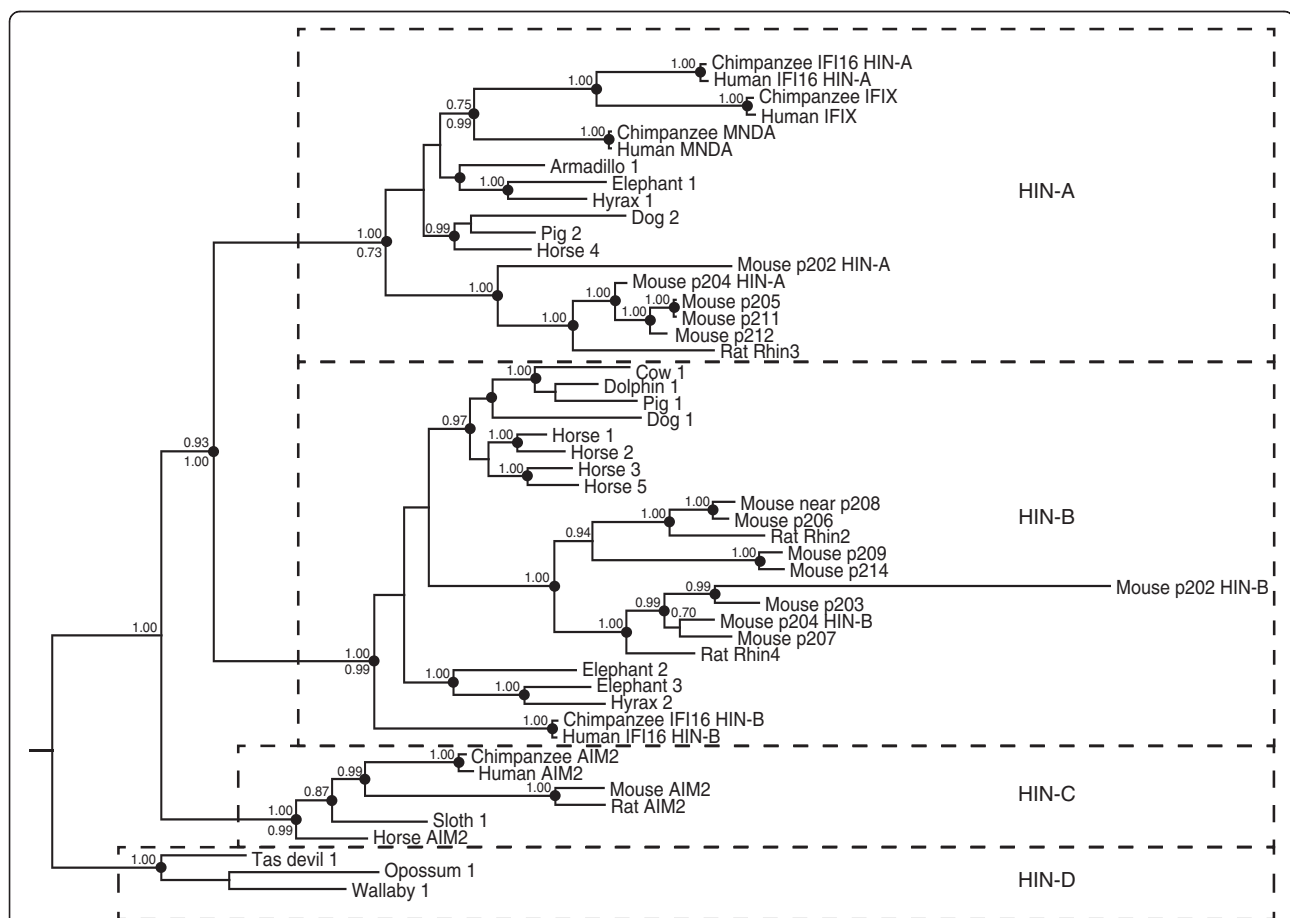 1.00
Chimpanzee IFI16 HIN-A
Human IFI16 HIN-A
1.00
1.00
Chimpanzee IFIX
Human IFIX
0.75
0.99
1.00
Chimpanzee MNDA
Human MNDA
Armadillo 1
1.00
Elephant 1
Hyrax 1
HIN-A
Dog 2
0.99
Pig 2
Horse 4
1.00
0.73
Mouse p202 HIN-A
1.00
Mouse p204 HIN-A
1.00
1.00
Mouse p205
1.00
Mouse p211
1.00
Mouse p212
Rat Rhin3
1.00
Cow 1
Dolphin 1
Pig 1
Dog 1
0.97
1.00
Horse 1
Horse 2
1.00
Horse 3
Horse 5
0.93
1.00
1.00
Mouse near p208
1.00
Mouse p206
HIN-B
Rat Rhin2
0.94
1.00
Mouse p209
Mouse p214
1.00
0.99
Mouse p202 HIN-B
Mouse p203
0.99
0.70
Mouse p204 HIN-B
1.00
Mouse p207
Rat Rhin4
1.00
0.99
Elephant 2
1.00
1.00
Elephant 3
Hyrax 2
1.00
Chimpanzee IFI16 HIN-B
Human IFI16 HIN-B
1.00
1.00
Chimpanzee AIM2
Human AIM2
0.99
1.00
Mouse AIM2
Rat AIM2
HIN-C
0.87
Sloth 1
1.00
0.99
Horse AIM2
1.00
Tas devil 1
Opossum 1
Wallaby 1
HIN-D